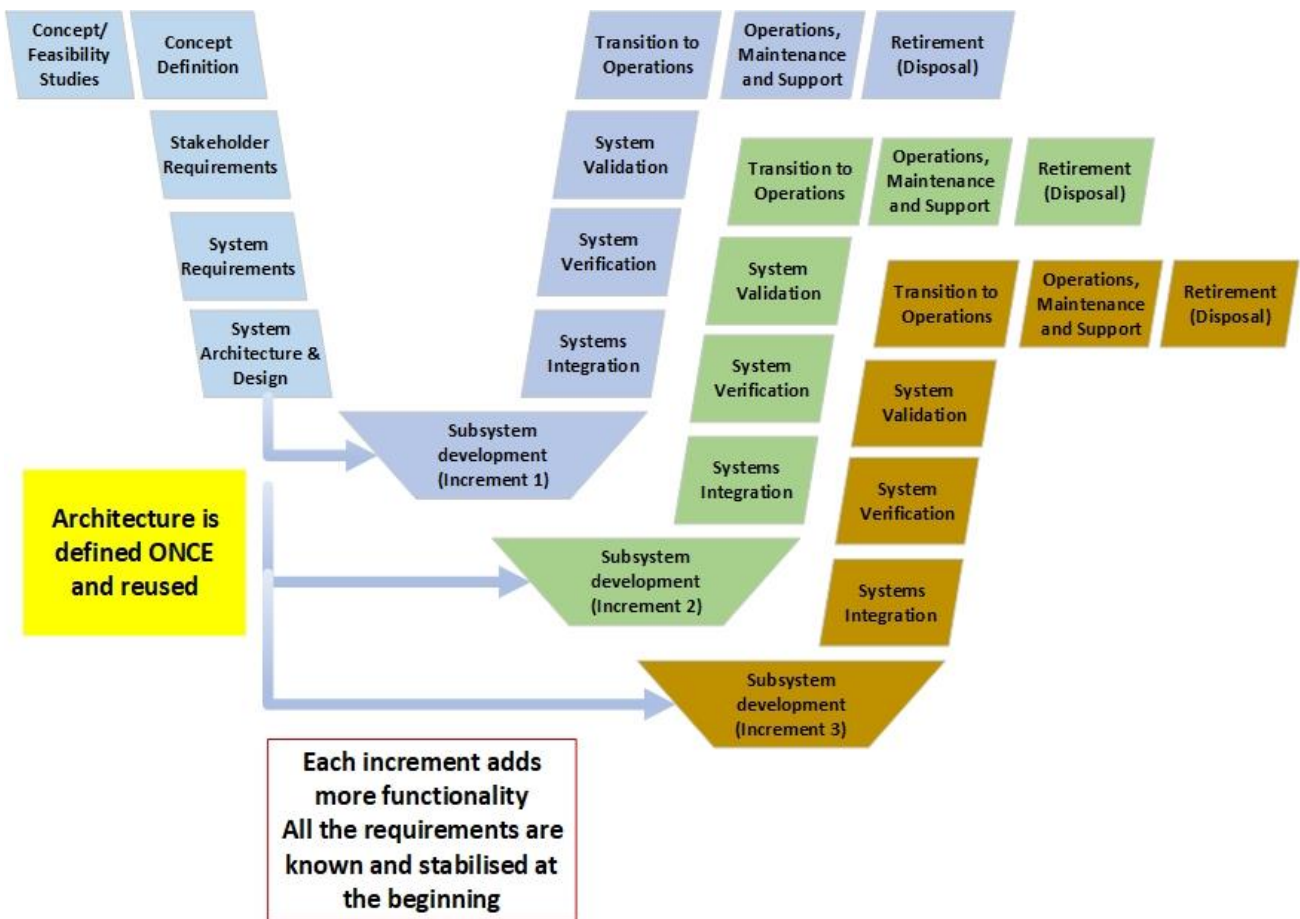 Concept/
Feasibility
Studies
Concept
Definition
Stakeholder
Requirements
System
Requirements
System
Architecture &
Design
Transition to
Operations
Operations,
Maintenance
and Support
Retirement
(Disposal)
System
Validation
System
Verification
Systems
Integration
Subsystem
development
(Increment 1)
Transition to
Operations
Operations,
Maintenance
and Support
Retirement
(Disposal)
System
Validation
System
Verification
Systems
Integration
Subsystem
development
(Increment 2)
Transition to
Operations
Operations,
Maintenance
and Support
Retirement
(Disposal)
System
Validation
System
Verification
Systems
Integration
Subsystem
development
(Increment 3)
Architecture is
defined ONCE
and reused
Each increment adds
more functionality
All the requirements are
known and stabilised at
the beginning